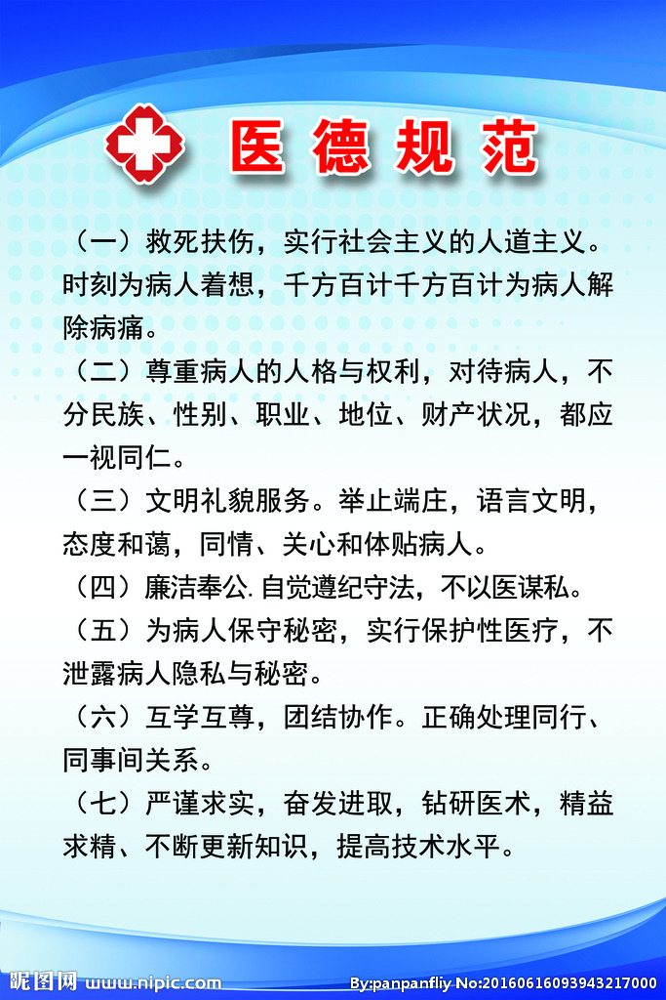 医德规范
（一）救死扶伤，实行社会主义的人道主义。
时刻为病人着想，千方百计千方百计为病人解
除病痛。
（二）尊重病人的人格与权利，对待病人，不
分民族、性别、职业、地位、财产状况，都应
一视同仁。
（三）文明礼貌服务。举止端庄，语言文明，
态度和蔼，同情、关心和体贴病人。
（四）廉洁奉公.自觉遵纪守法，不以医谋私。
（五）为病人保守秘密，实行保护性医疗，不
泄露病人隐私与秘密。
（六）互学互尊，团结协作。正确处理同行、
同事间关系。
（七）严谨求实，奋发进取，钻研医术，精益
求精、不断更新知识，提高技术水平。
昵图网 www.nipic.com
By:panpanfliy No:20160616093943217000